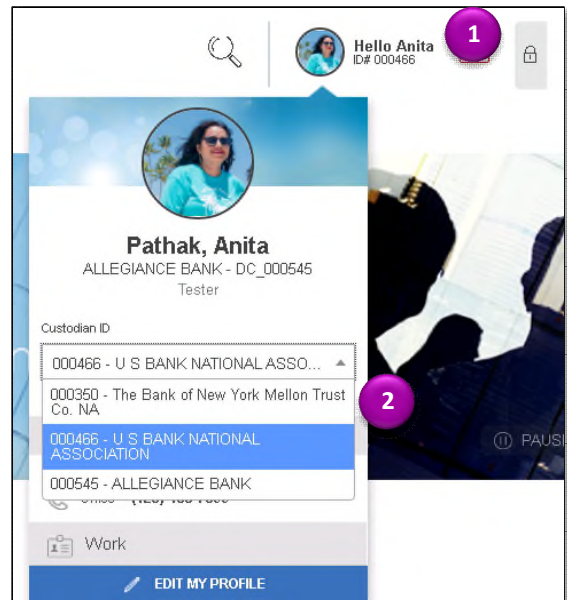 Hello Anita
1
ID# 000466
Pathak, Anita
ALLEGIANCE BANK - DC_000545
Tester
Custodian ID
000466 - U S BANK NATIONAL ASSO...
000350 - The Bank of New York Mellon Trust
Co. NA
2
000466 - U S BANK NATIONAL
ASSOCIATION
PAUS
000545 - ALLEGIANCE BANK
Work
EDIT MY PROFILE